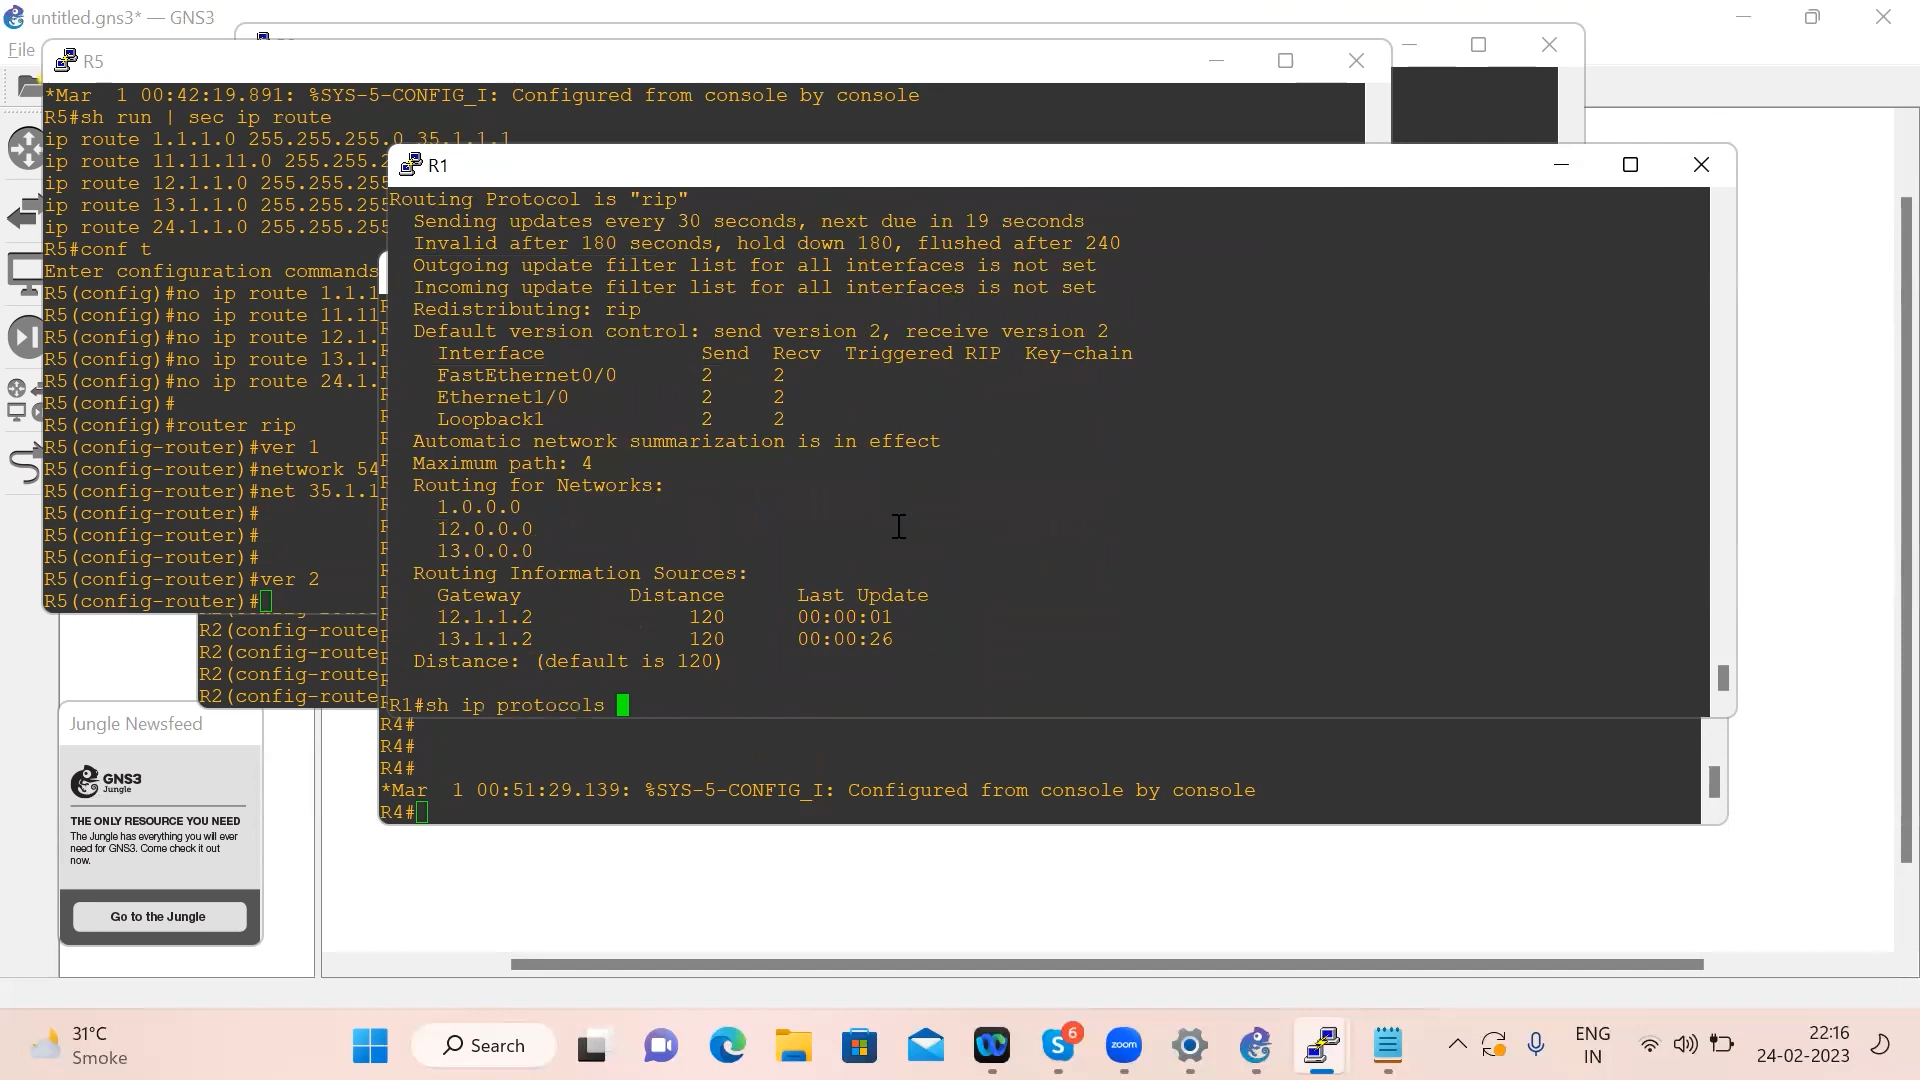 untitled.gns3* — GNS3
File
R5
*Mar  1 00:42:19.891: %SYS-5-CONFIG_I: Configured from console by console
R5#sh run | sec ip route
ip route 1.1.1.0 255.255.255.0 35.1.1.1
ip route 11.11.11.0 255.255.2
ip route 12.1.1.0 255.255.255
ip route 13.1.1.0 255.255.255
ip route 24.1.1.0 255.255.255
R5#conf t
Enter configuration commands
R5(config)#no ip route 1.1.1
R5(config)#no ip route 11.11
R5(config)#no ip route 12.1.
R5(config)#no ip route 13.1.
R5(config)#no ip route 24.1.
R5(config)#
R5(config)#router rip
R5(config-router)#ver 1
R5(config-router)#network 54
R5(config-router)#net 35.1.1
R5(config-router)#
R5(config-router)#
R5(config-router)#
R5(config-router)#ver 2
R5(config-router)#
R2(config-route
R2(config-route
R2(config-route
R2(config-route
R1
Routing Protocol is "rip"
  Sending updates every 30 seconds, next due in 19 seconds
  Invalid after 180 seconds, hold down 180, flushed after 240
  Outgoing update filter list for all interfaces is not set
  Incoming update filter list for all interfaces is not set
  Redistributing: rip
  Default version control: send version 2, receive version 2
    Interface             Send  Recv  Triggered RIP  Key-chain
    FastEthernet0/0       2     2
    Ethernet1/0           2     2
    Loopback1             2     2
  Automatic network summarization is in effect
  Maximum path: 4
  Routing for Networks:
    1.0.0.0
    12.0.0.0
    13.0.0.0
  Routing Information Sources:
    Gateway         Distance      Last Update
    12.1.1.2             120      00:00:01
    13.1.1.2             120      00:00:26
  Distance: (default is 120)
R1#sh ip protocols
R4#
R4#
R4#
*Mar  1 00:51:29.139: %SYS-5-CONFIG_I: Configured from console by console
R4#
Jungle Newsfeed
GNS3
Jungle
THE ONLY RESOURCE YOU NEED
The Jungle has everything you will ever
need for GNS3. Come check it out
now.
Go to the Jungle
31°C
Smoke
Search
6
zoom
ENG
IN
22:16
24-02-2023